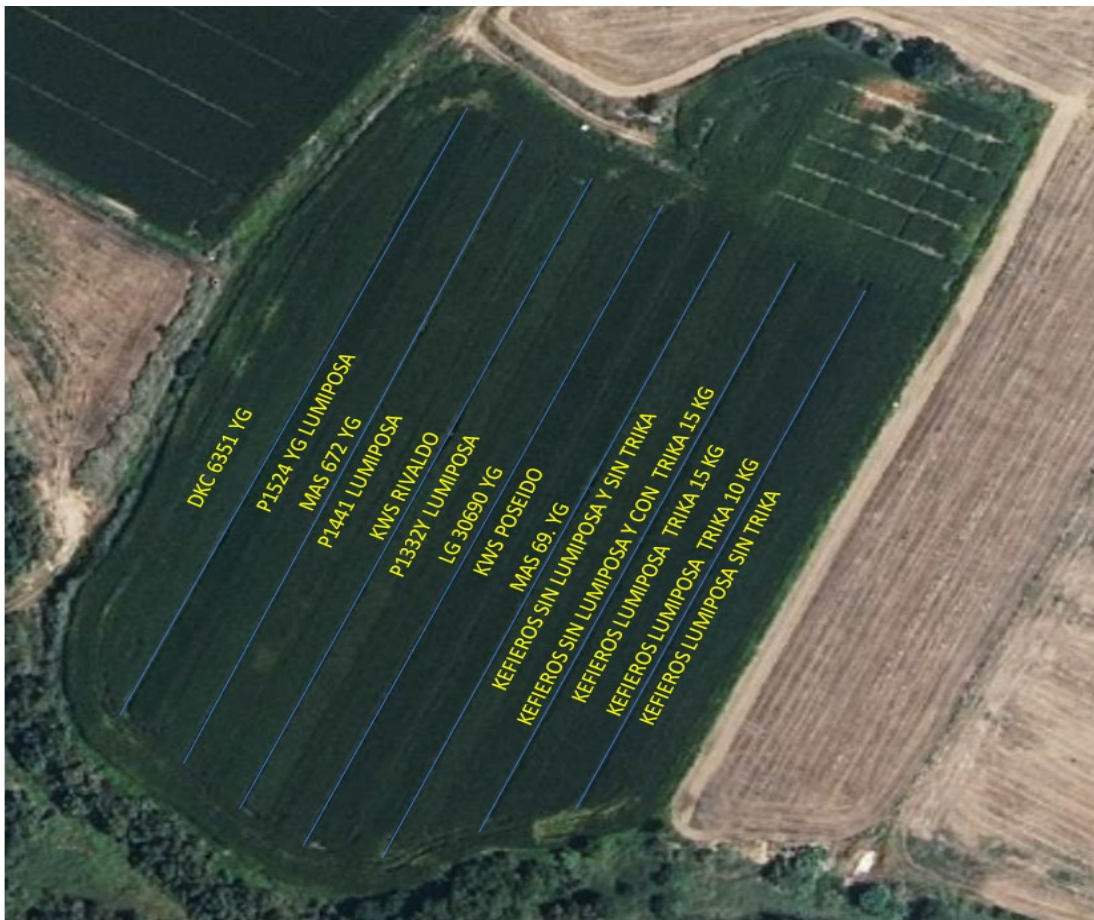 DKC 6351 YG
P1524 YG LUMIPOSA
MAS 672 YG
P1441 LUMIPOSA
KWS RIVALDO
P1332Y LUMIPOSA
LG 30690 YG
KWS POSEIDO
MAS 69. YG
KEFIEROS SIN LUMIPOSA Y SIN TRIKA
KEFIEROS SIN LUMIPOSA Y CON TRIKA 15 KG
KEFIEROS LUMIPOSA TRIKA 15 KG
KEFIEROS LUMIPOSA TRIKA 10 KG
KEFIEROS LUMIPOSA SIN TRIKA